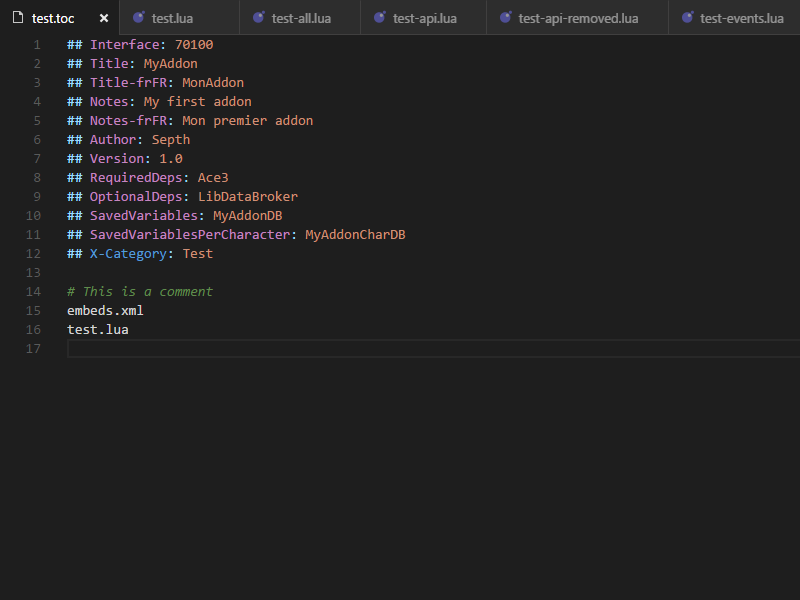 test.toc × test.lua test-all.lua test-api.lua test-api-removed.lua test-events.lua
1 ## Interface: 70100
2 ## Title: MyAddon
3 ## Title-frFR: MonAddon
4 ## Notes: My first addon
5 ## Notes-frFR: Mon premier addon
6 ## Author: Septh
7 ## Version: 1.0
8 ## RequiredDeps: Ace3
9 ## OptionalDeps: LibDataBroker
10 ## SavedVariables: MyAddonDB
11 ## SavedVariablesPerCharacter: MyAddonCharDB
12 ## X-Category: Test
13
14 # This is a comment
15 embeds.xml
16 test.lua
17